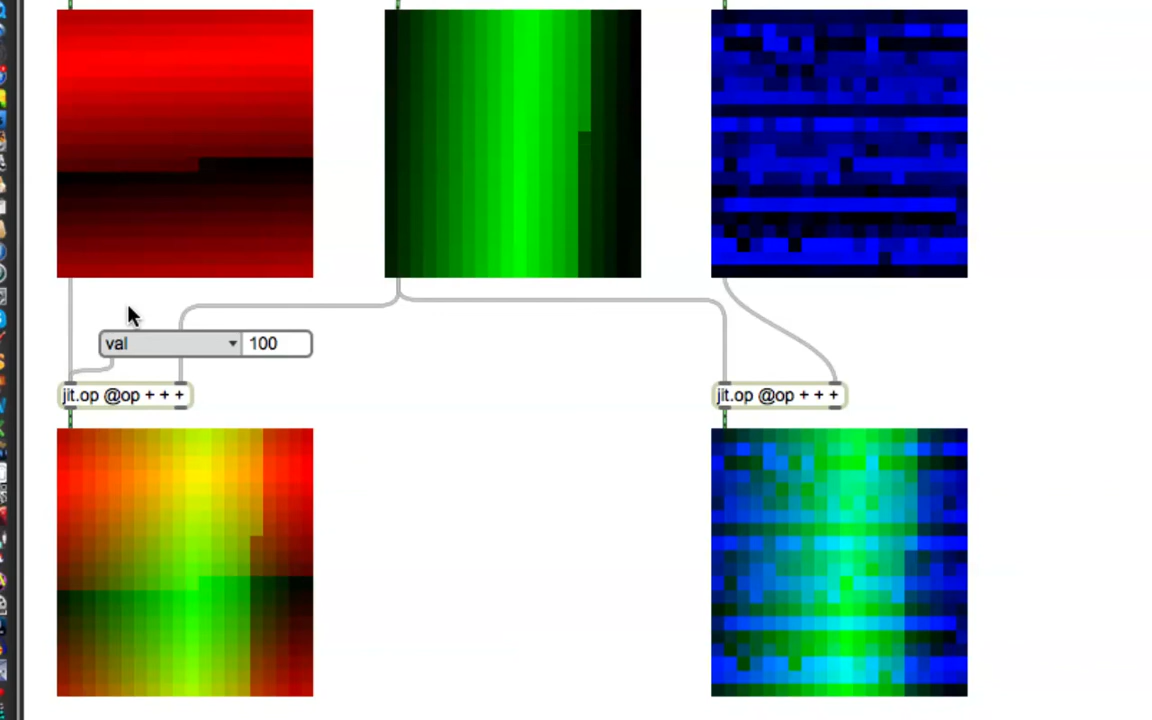 val 100
jit.op @op + + +
jit.op @op + + +